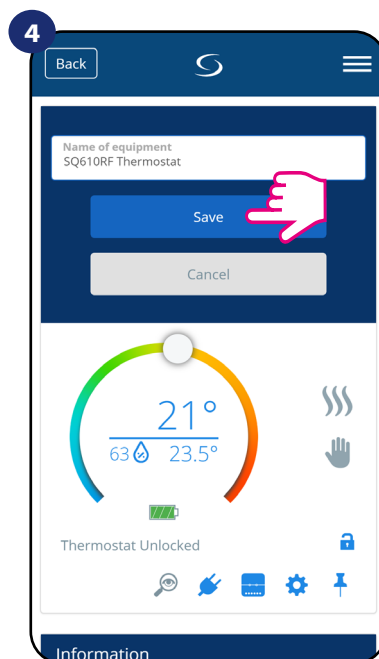 4
Back
Name of equipment
SQ610RF Thermostat
Save
Cancel
21°
63 23.5°
Thermostat Unlocked
Information